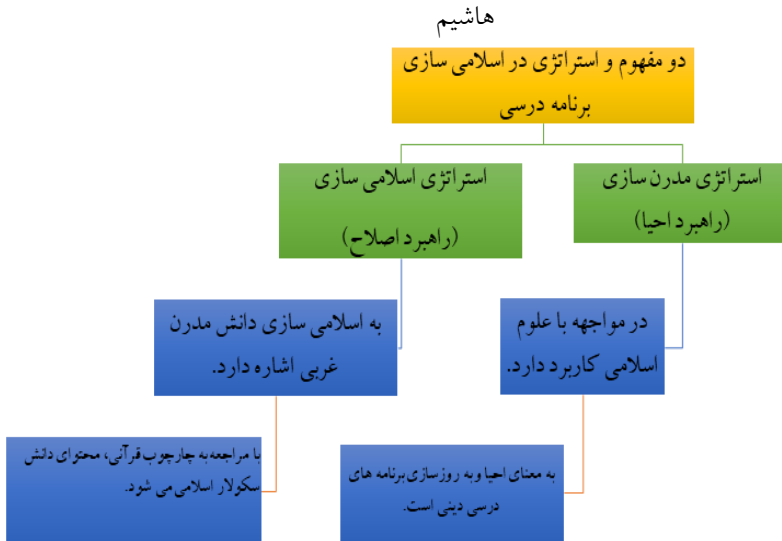 هاشیم
دو مفهوم و استراتژی در اسلامی سازی
برنامه درسی
استراتژی مدرن سازی
(راهبرد احیا)
استراتژی اسلامی سازی
(راهبرد اصلاح)
در مواجهه با علوم
اسلامی کاربرد دارد.
به اسلامی سازی دانش مدرن
غربی اشاره دارد.
به معنای احیا وبه روزسازی برنامه های
درسی دینی است.
با مراجعه به چارچوب قرآنی، محتوای دانش
سکولار اسلامی می شود.